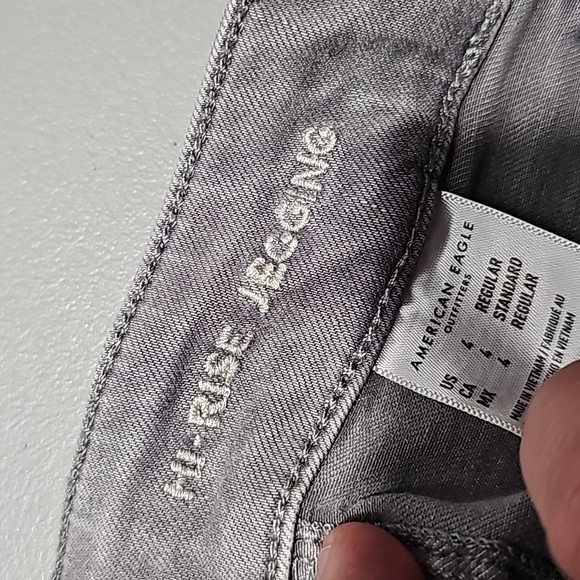 HI-RISE JEGGING
AMERICAN EAGLE
OUTFITTERS
US 4 REGULAR
CA 4 STANDARD
MX 4 REGULAR
MADE IN VIETNAM / FABRIQUÉ AU
EN VIETNAM